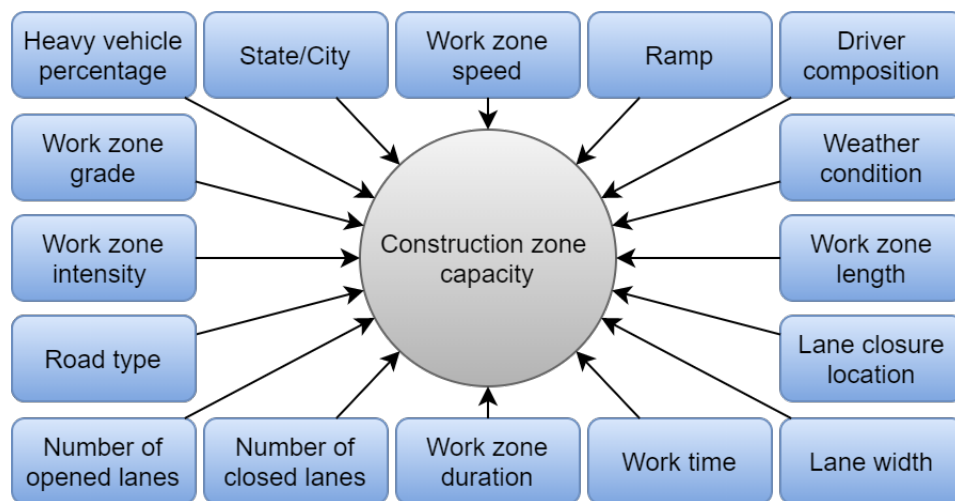 Heavy vehicle
percentage
State/City
Work zone
speed
Ramp
Driver
composition
Work zone
grade
Weather
condition
Work zone
intensity
Construction zone
capacity
Work zone
length
Road type
Lane closure
location
Number of
opened lanes
Number of
closed lanes
Work zone
duration
Work time
Lane width